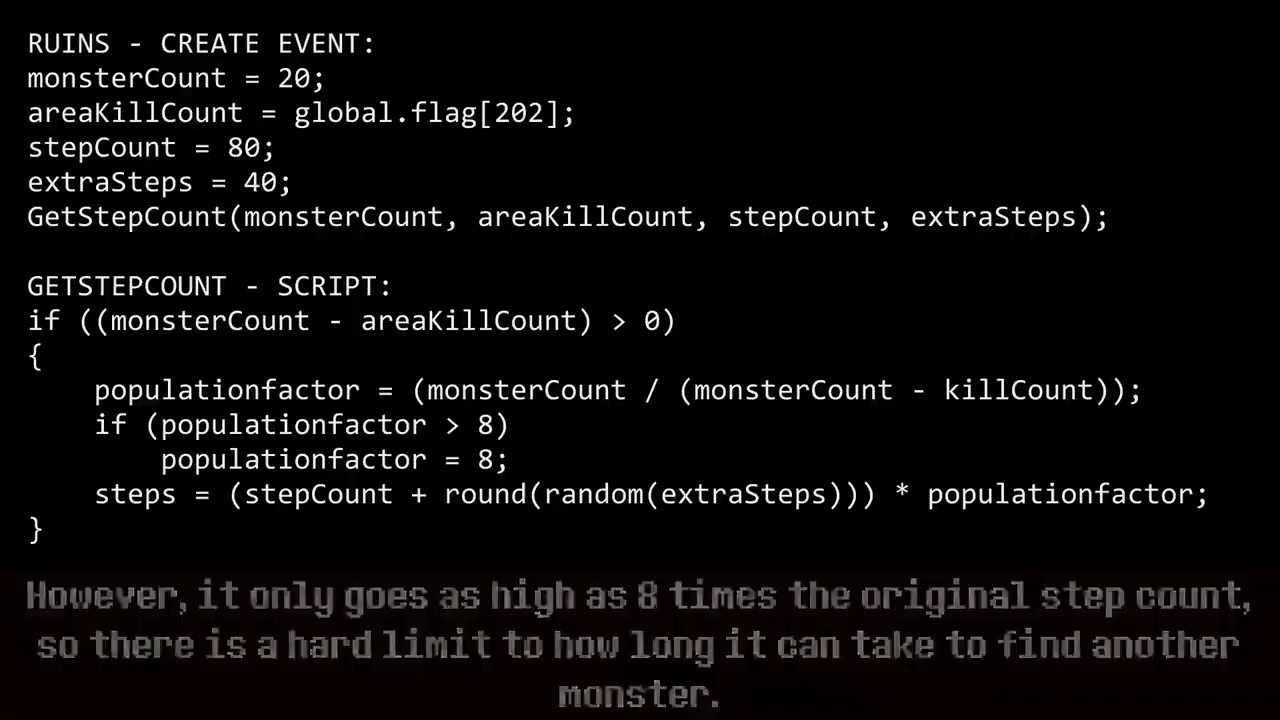 RUINS - CREATE EVENT:
monsterCount = 20;
areaKillCount = global.flag[202];
stepCount = 80;
extraSteps = 40;
GetStepCount(monsterCount, areaKillCount, stepCount, extraSteps);
GETSTEPCOUNT - SCRIPT:
if ((monsterCount - areaKillCount) > 0)
{
populationfactor = (monsterCount / (monsterCount - killCount));
if (populationfactor > 8)
populationfactor = 8;
steps = (stepCount + round(random(extraSteps))) * populationfactor;
}
However, it only goes as high as 8 times the original step count,
so there is a hard limit to how long it can take to find another
monster.